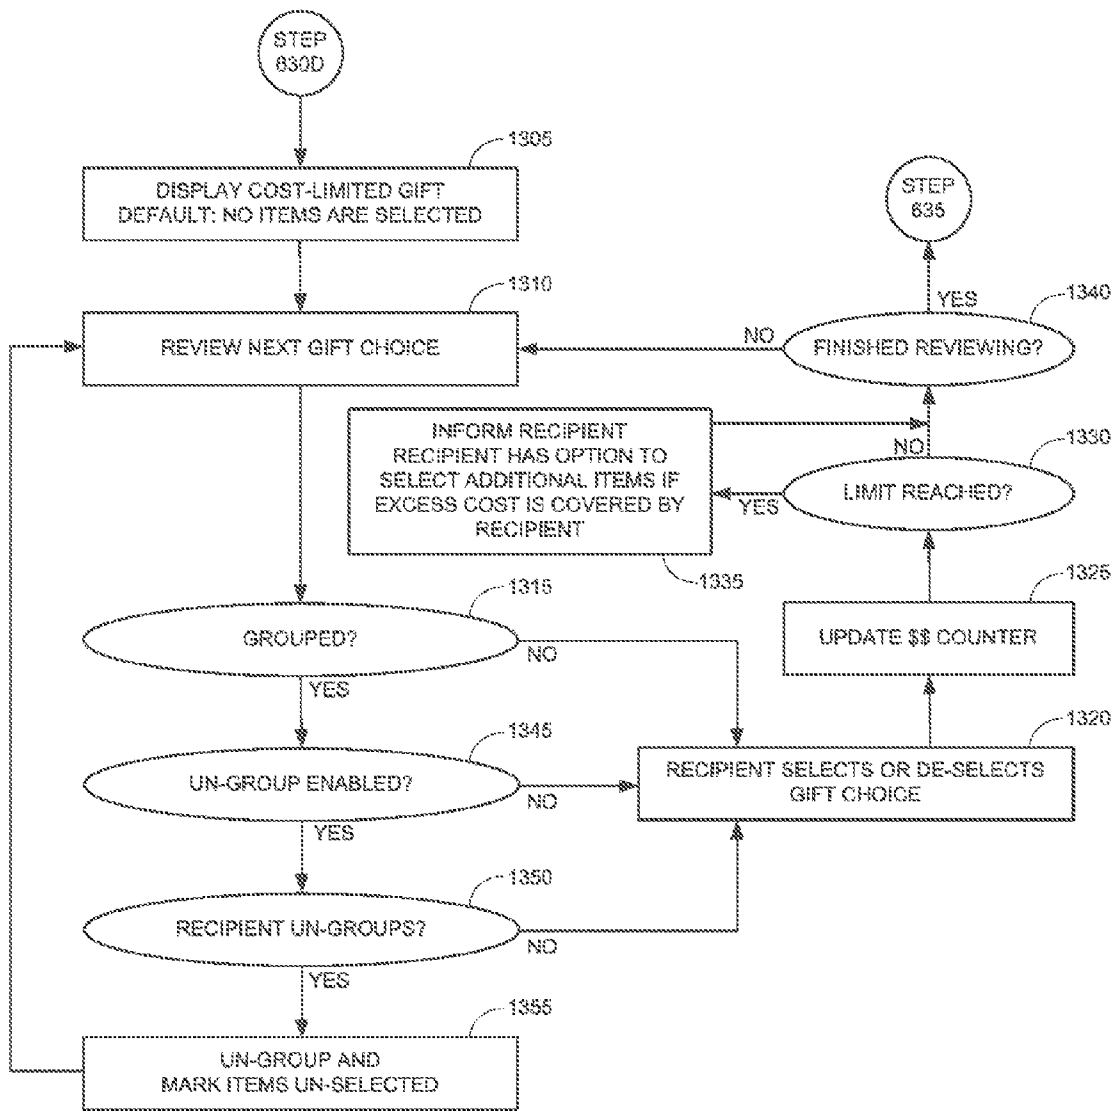 STEP
630D
1305
DISPLAY COST-LIMITED GIFT
DEFAULT: NO ITEMS ARE SELECTED
STEP
635
1310
REVIEW NEXT GIFT CHOICE
YES
1340
NO
FINISHED REVIEWING?
INFORM RECIPIENT
RECIPIENT HAS OPTION TO
SELECT ADDITIONAL ITEMS IF
EXCESS COST IS COVERED BY
RECIPIENT
1335
NO
1330
LIMIT REACHED?
YES
1315
GROUPED?
NO
YES
1325
UPDATE $$ COUNTER
1345
UN-GROUP ENABLED?
NO
YES
1320
RECIPIENT SELECTS OR DE-SELECTS
GIFT CHOICE
1350
RECIPIENT UN-GROUPS?
NO
YES
1355
UN-GROUP AND
MARK ITEMS UN-SELECTED